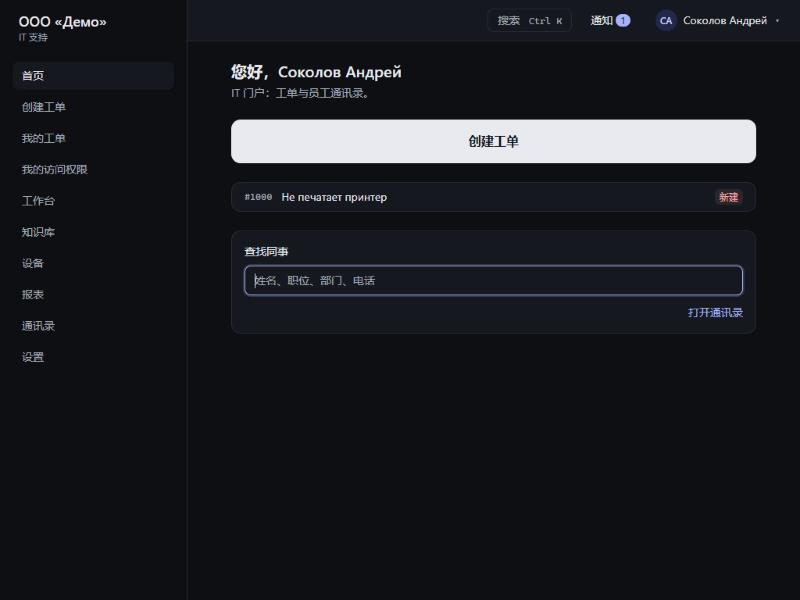 ООО «Демо»
IT 支持
首页
创建工单
我的工单
我的访问权限
工作台
知识库
设备
报表
通讯录
设置
搜索 Ctrl K
通知 1
СА Соколов Андрей
您好，Соколов Андрей
IT 门户：工单与员工通讯录。
创建工单
#1000 Не печатает принтер 新建
查找同事
姓名、职位、部门、电话
打开通讯录